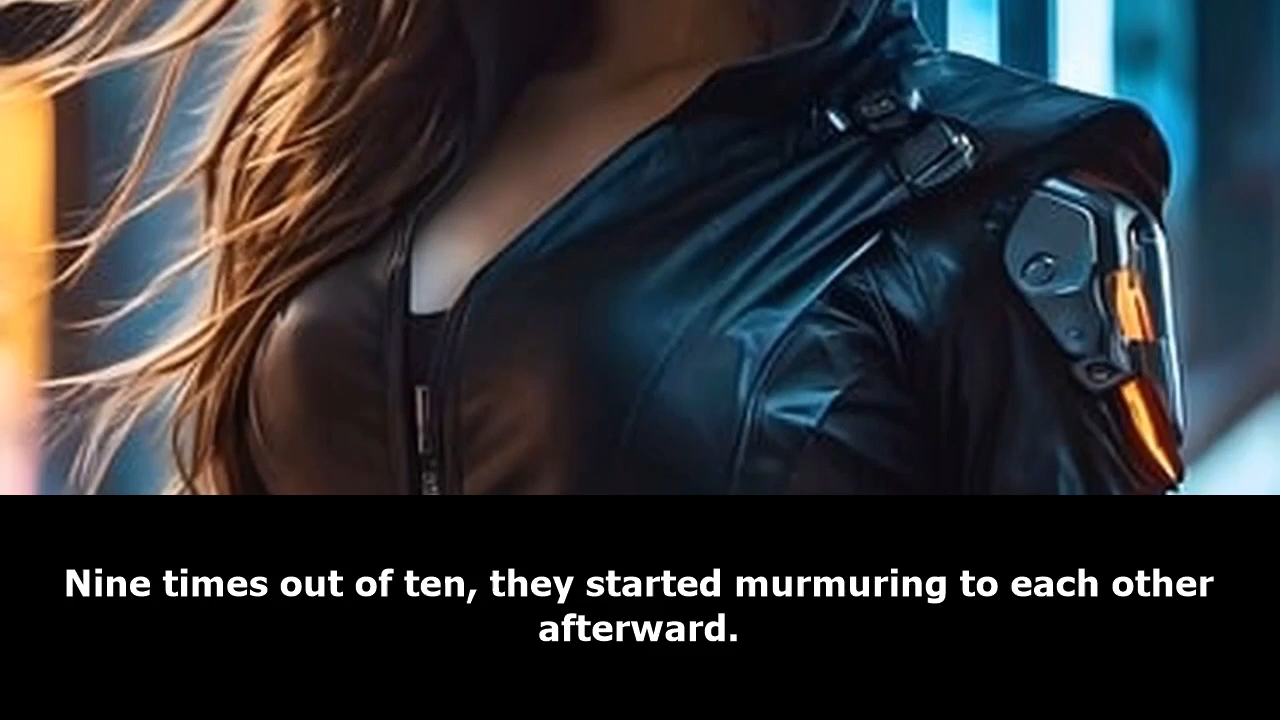 Nine times out of ten, they started murmuring to each other
afterward.